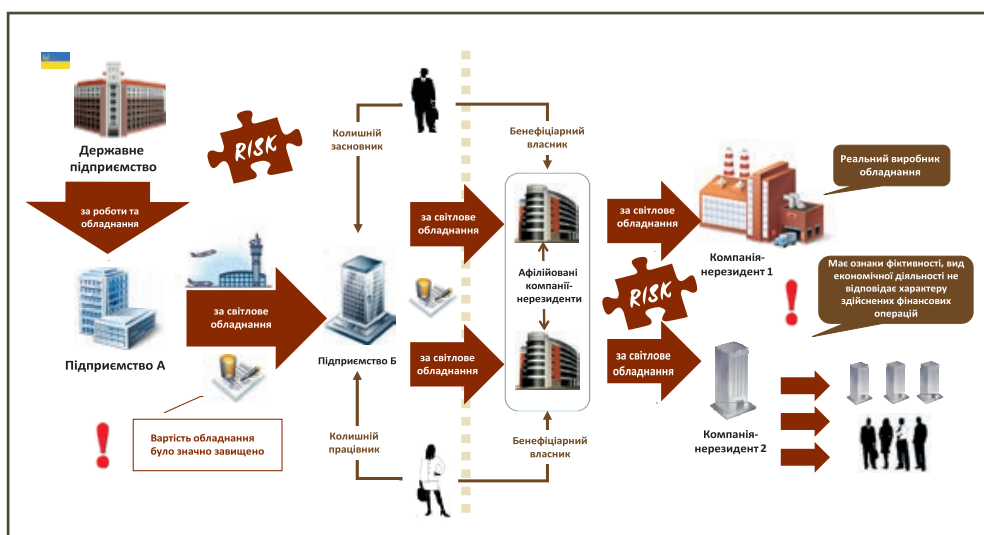 Державне
підприємство
RISK
за роботи та
обладнання
Колишній
засновник
Бенефіціарний
власник
Реальний виробник
обладнання
за світлове
обладнання
за світлове
обладнання
Компанія-
нерезидент 1
Афілійовані
компанії-
нерезиденти
RISK
Має ознаки фіктивності, вид
економічної діяльності не
відповідає характеру
здійснених фінансових
операцій
за світлове
обладнання
Підприємство А
Підприємство Б
за світлове
обладнання
за світлове
обладнання
Вартість обладнання
було значно завищено
Колишній
працівник
Бенефіціарний
власник
Компанія-
нерезидент 2